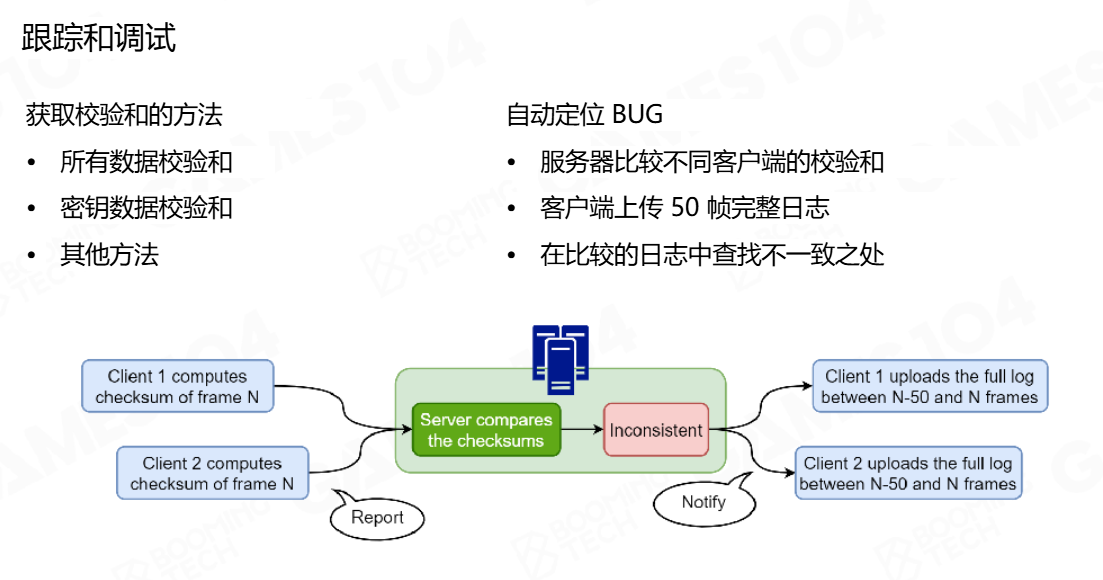 跟踪和调试
获取校验和的方法
• 所有数据校验和
• 密钥数据校验和
• 其他方法
自动定位 BUG
• 服务器比较不同客户端的校验和
• 客户端上传 50 帧完整日志
• 在比较的日志中查找不一致之处
Client 1 computes
checksum of frame N
Client 2 computes
checksum of frame N
Report
Server compares
the checksums
Inconsistent
Notify
Client 1 uploads the full log
between N-50 and N frames
Client 2 uploads the full log
between N-50 and N frames
GAMES104
BOOMING
TECH